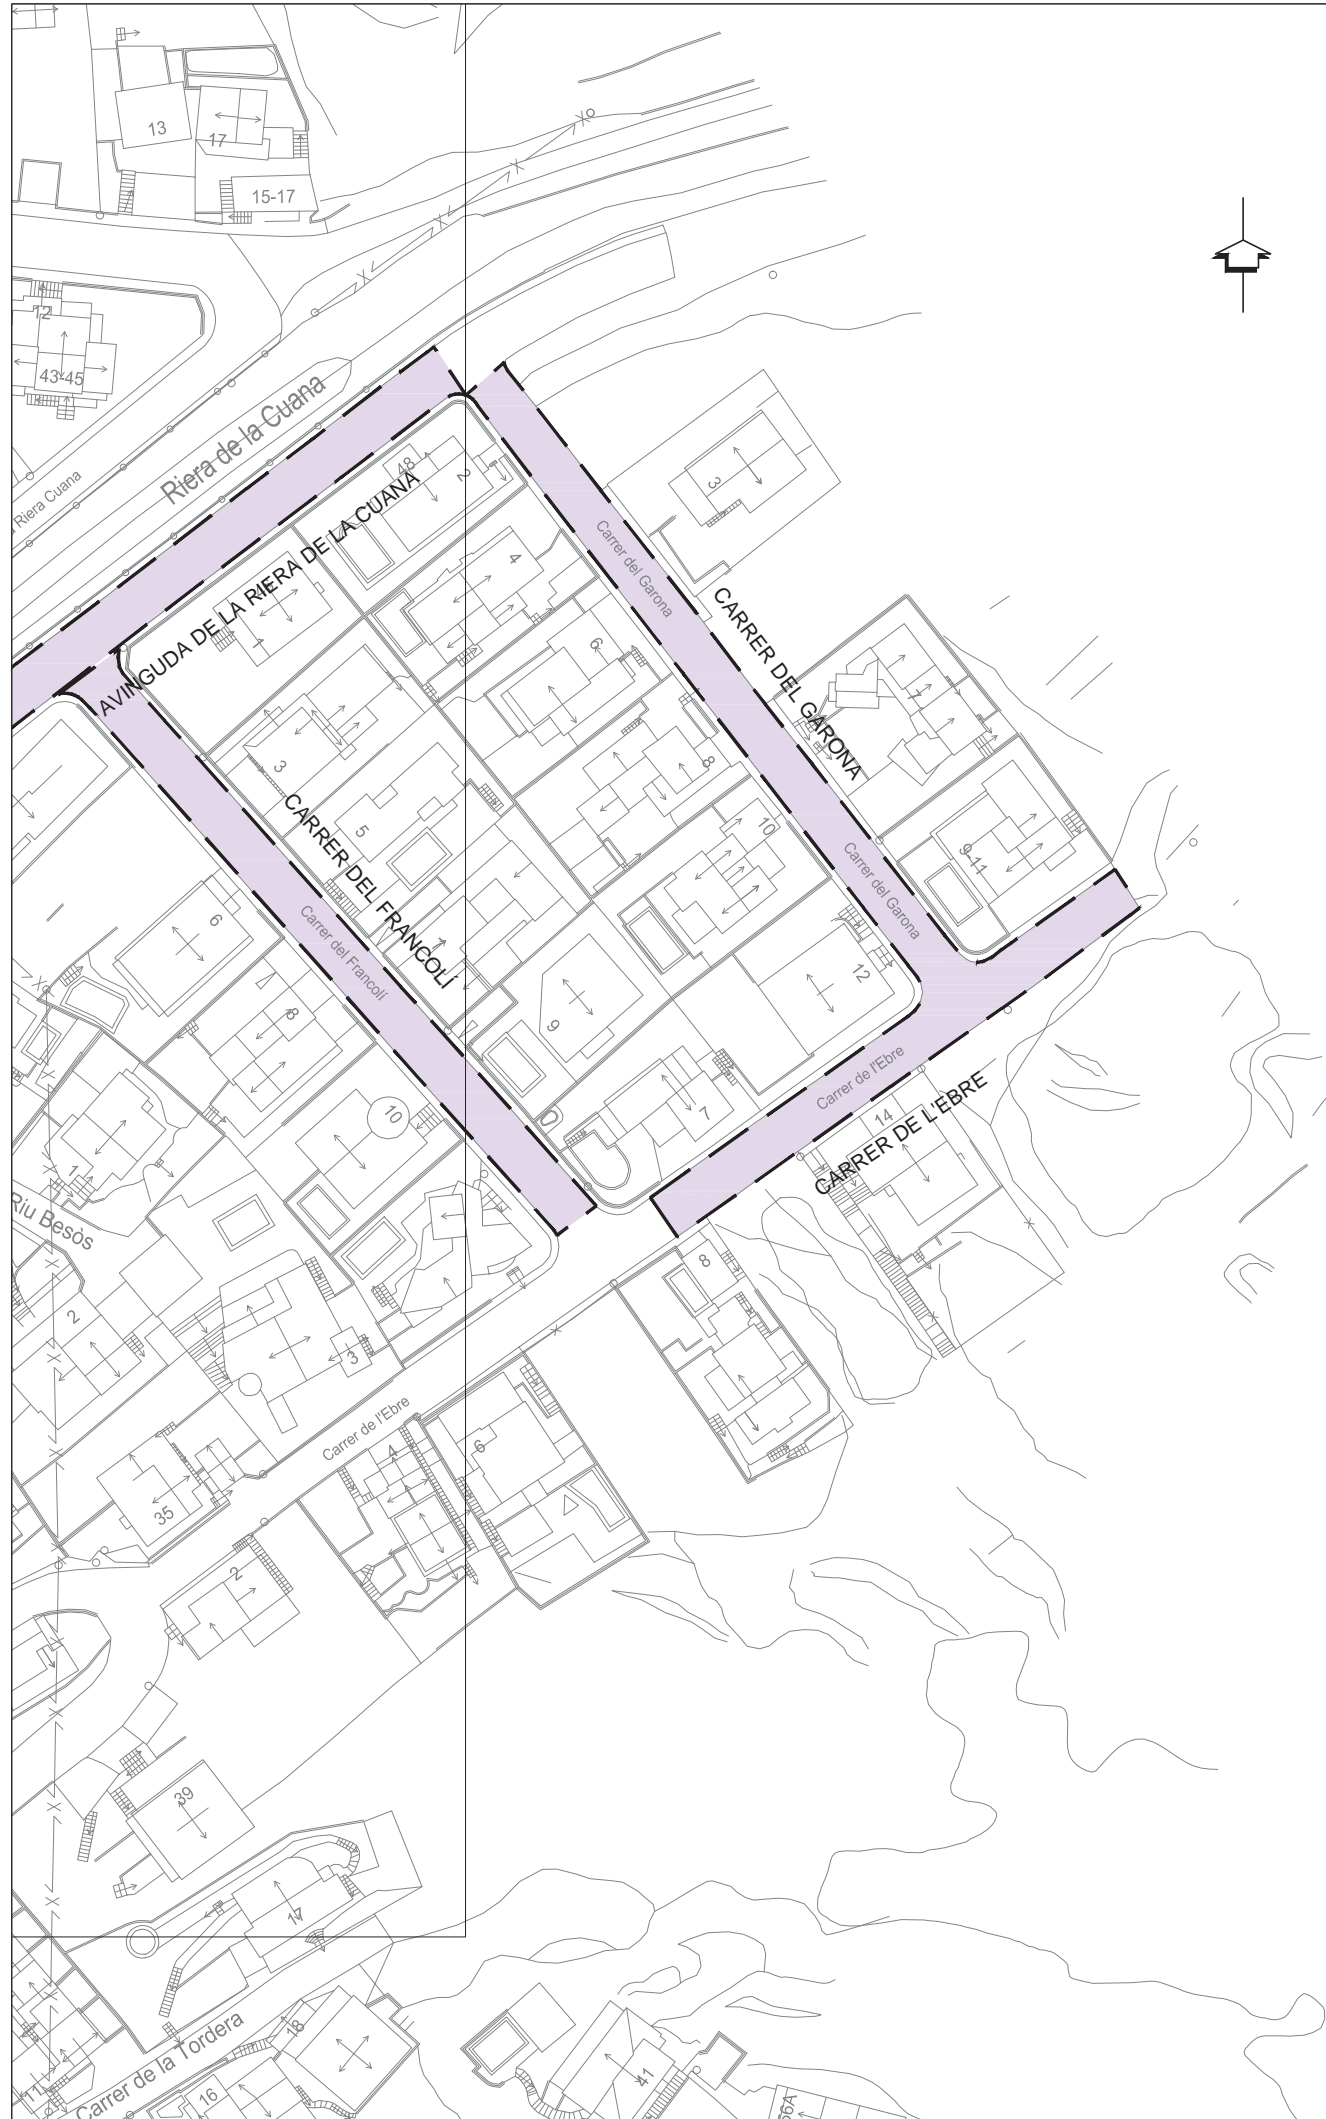 13
17
15-17
12
43-45
Riera de la Cuana
Riera Cuana
48
2
AVINGUDA DE LA RIERA DE LA CUANA
3
4
Carrer del Garona
1
CARRER DEL GARONA
6
7
3
8
5
10
9-11
CARRER DEL FRANCOLÍ
Carrer del Garona
6
Carrer del Francolí
12
8
9
Carrer de l'Ebre
7
10
14
CARRER DE L'EBRE
1
Riu Besòs
8
2
3
Carrer de l'Ebre
4
6
35
2
39
17
18
Carrer de la Tordera
11
16
41
66A